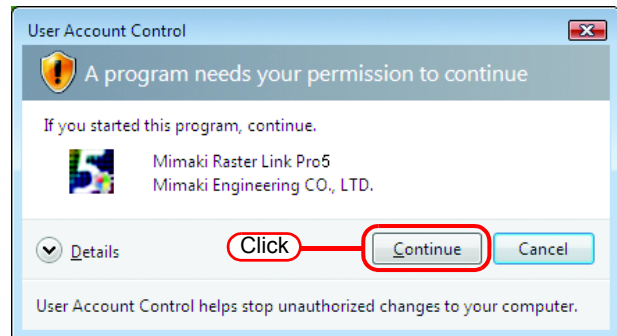 User Account Control
A program needs your permission to continue
If you started this program, continue.
5
Mimaki Raster Link Pro5
Mimaki Engineering CO., LTD.
Details
Click
Continue
Cancel
User Account Control helps stop unauthorized changes to your computer.